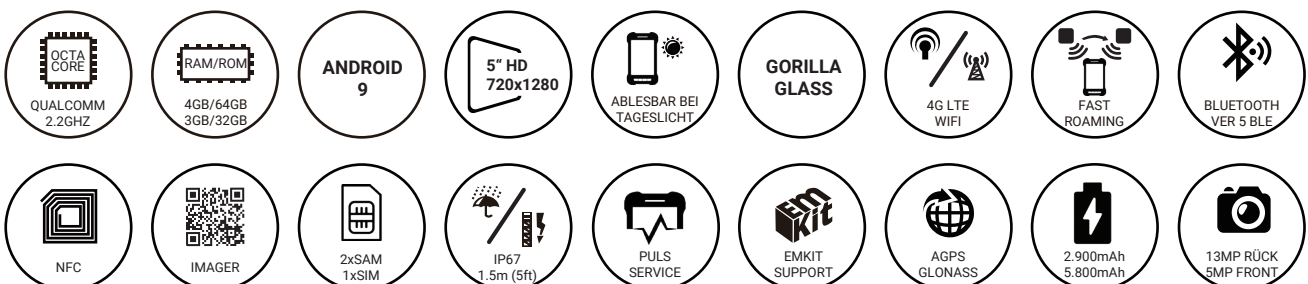 OCTA
CORE
QUALCOMM
2.2GHZ
RAM/ROM
4GB/64GB
3GB/32GB
ANDROID
9
5“ HD
720x1280
ABLESBAR BEI
TAGESLICHT
GORILLA
GLASS
4G LTE
WIFI
FAST
ROAMING
BLUETOOTH
VER 5 BLE
NFC
IMAGER
2xSAM
1xSIM
IP67
1.5m (5ft)
PULS
SERVICE
Em
Kit
EMKIT
SUPPORT
AGPS
GLONASS
2.900mAh
5.800mAh
13MP RÜCK
5MP FRONT